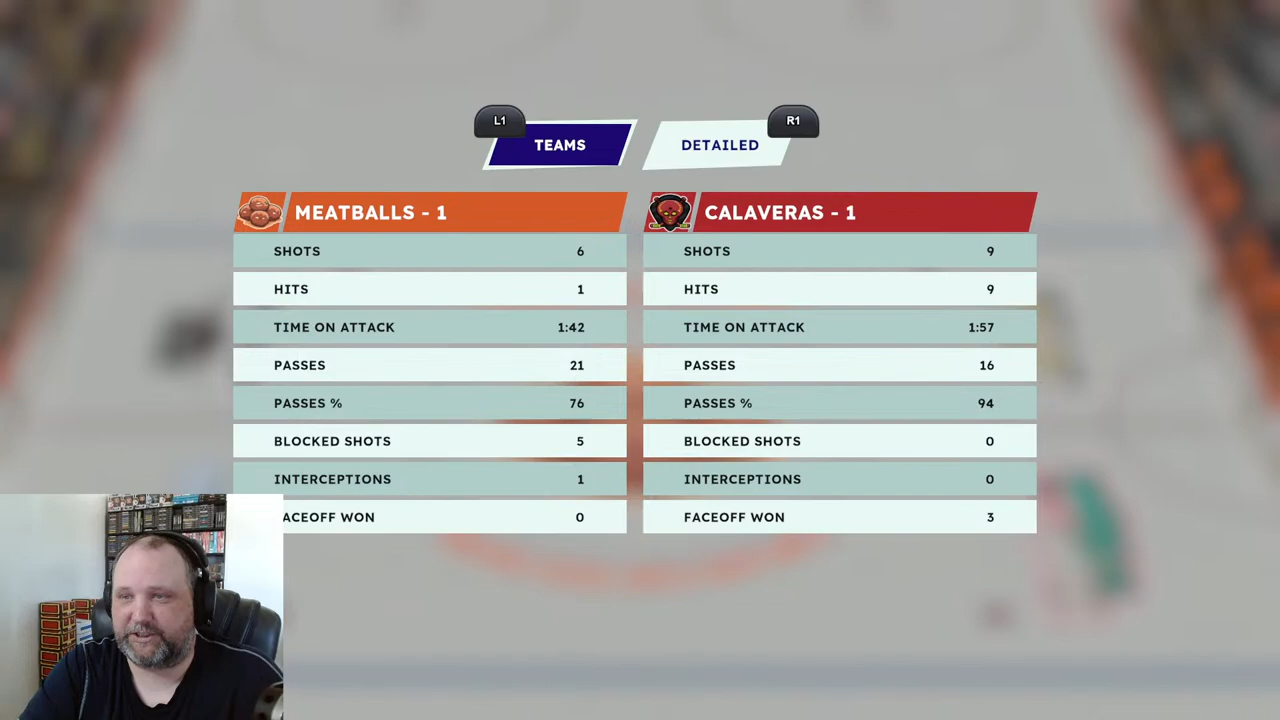 L1
TEAMS
R1
DETAILED
MEATBALLS - 1
SHOTS 6
HITS 1
TIME ON ATTACK 1:42
PASSES 21
PASSES % 76
BLOCKED SHOTS 5
INTERCEPTIONS 1
ACEOFF WON 0
CALAVERAS - 1
SHOTS 9
HITS 9
TIME ON ATTACK 1:57
PASSES 16
PASSES % 94
BLOCKED SHOTS 0
INTERCEPTIONS 0
FACEOFF WON 3